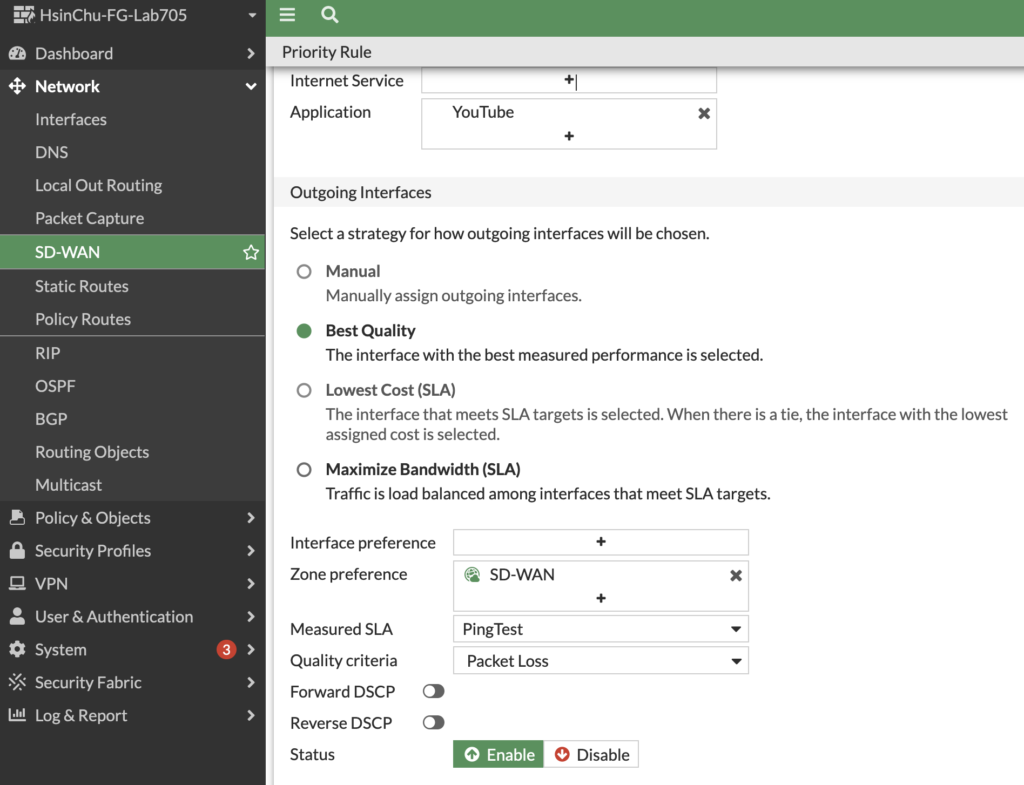 HsinChu-FG-Lab705
Dashboard
Network
Interfaces
DNS
Local Out Routing
Packet Capture
SD-WAN
Static Routes
Policy Routes
RIP
OSPF
BGP
Routing Objects
Multicast
Policy & Objects
Security Profiles
VPN
User & Authentication
System 3
Security Fabric
Log & Report
Priority Rule
Internet Service +
Application YouTube
+
Outgoing Interfaces
Select a strategy for how outgoing interfaces will be chosen.
Manual
Manually assign outgoing interfaces.
Best Quality
The interface with the best measured performance is selected.
Lowest Cost (SLA)
The interface that meets SLA targets is selected. When there is a tie, the interface with the lowest
assigned cost is selected.
Maximize Bandwidth (SLA)
Traffic is load balanced among interfaces that meet SLA targets.
Interface preference +
Zone preference SD-WAN
+
Measured SLA PingTest
Quality criteria Packet Loss
Forward DSCP
Reverse DSCP
Status Enable Disable